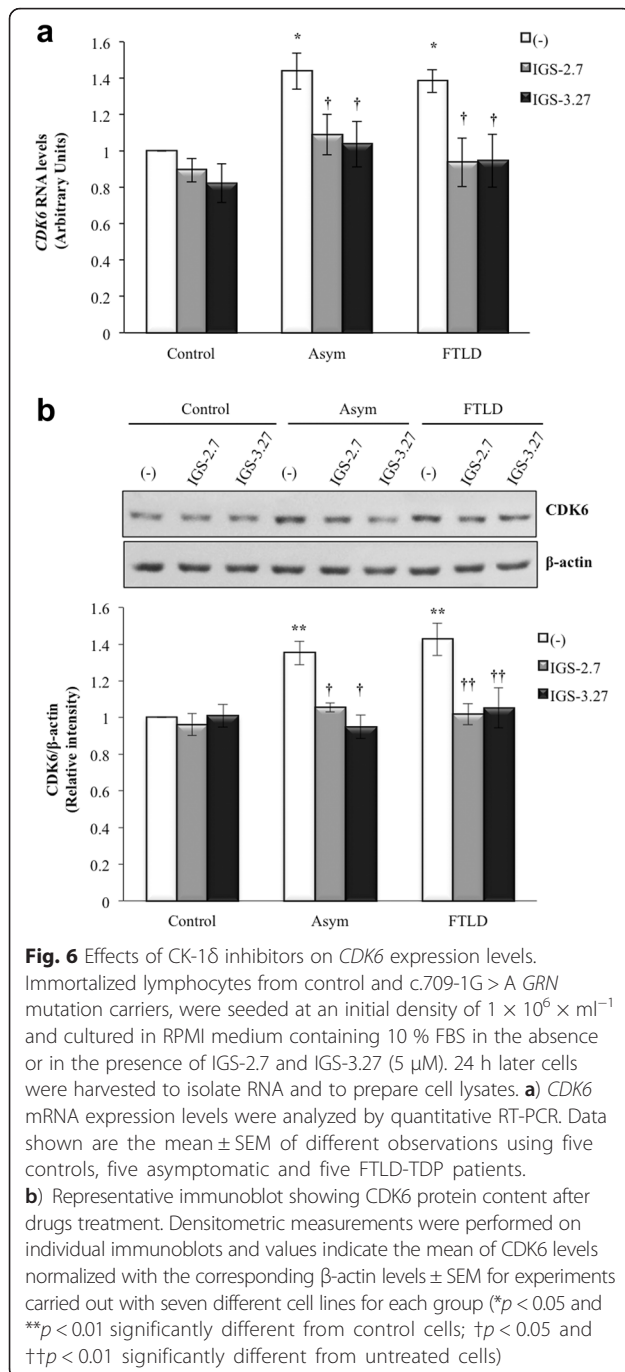 a
1.6
1.4
1.2
1
0.8
0.6
0.4
0.2
0
CDK6 RNA levels
(Arbitrary Units)
*
†
†
*
†
†
(-)
IGS-2.7
IGS-3.27
Control
Asym
FTLD
b
Control
Asym
FTLD
(-)
IGS-2.7
IGS-3.27
(-)
IGS-2.7
IGS-3.27
(-)
IGS-2.7
IGS-3.27
CDK6
β-actin
1.6
1.4
1.2
1
0.8
0.6
0.4
0.2
0
CDK6/β-actin
(Relative intensity)
**
†
†
**
††
††
(-)
IGS-2.7
IGS-3.27
Control
Asym
FTLD
Fig. 6 Effects of CK-1δ inhibitors on CDK6 expression levels.
Immortalized lymphocytes from control and c.709-1G > A GRN
mutation carriers, were seeded at an initial density of 1 × 10⁶ × ml⁻¹
and cultured in RPMI medium containing 10 % FBS in the absence
or in the presence of IGS-2.7 and IGS-3.27 (5 μM). 24 h later cells
were harvested to isolate RNA and to prepare cell lysates. a) CDK6
mRNA expression levels were analyzed by quantitative RT-PCR. Data
shown are the mean ± SEM of different observations using five
controls, five asymptomatic and five FTLD-TDP patients.
b) Representative immunoblot showing CDK6 protein content after
drugs treatment. Densitometric measurements were performed on
individual immunoblots and values indicate the mean of CDK6 levels
normalized with the corresponding β-actin levels ± SEM for experiments
carried out with seven different cell lines for each group (*p < 0.05 and
**p < 0.01 significantly different from control cells; †p < 0.05 and
††p < 0.01 significantly different from untreated cells)